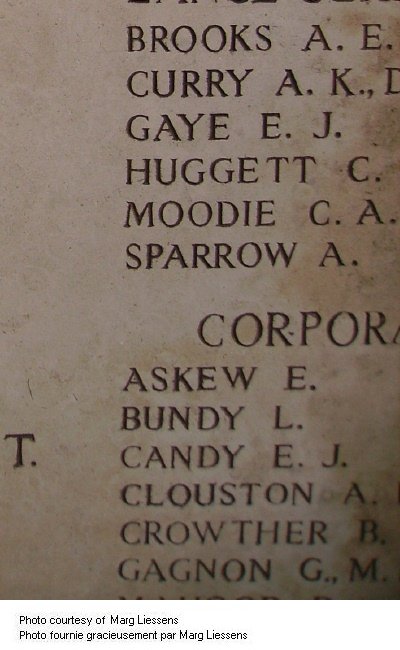 BROOKS A. E.
CURRY A. K.,
GAYE E. J.
HUGGETT C.
MOODIE C. A.
SPARROW A.
CORPORA
ASKEW E.
BUNDY L.
T.
CANDY E. J.
CLOUSTON A.
CROWTHER B.
GAGNON G., M.
Photo courtesy of Marg Liessens
Photo fournie gracieusement par Marg Liessens